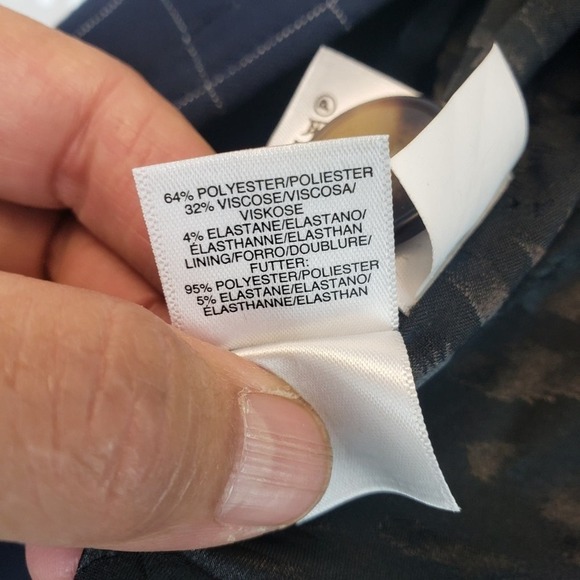 64% POLYESTER/POLIESTER
32% VISCOSE/VISCOSA/
VISKOSE
4% ELASTANE/ELASTANO/
ÉLASTHANNE/ELASTHAN
LINING/FORRO/DOUBLURE/
FUTTER:
95% POLYESTER/POLIESTER
5% ELASTANE/ELASTANO/
ÉLASTHANNE/ELASTHAN
P